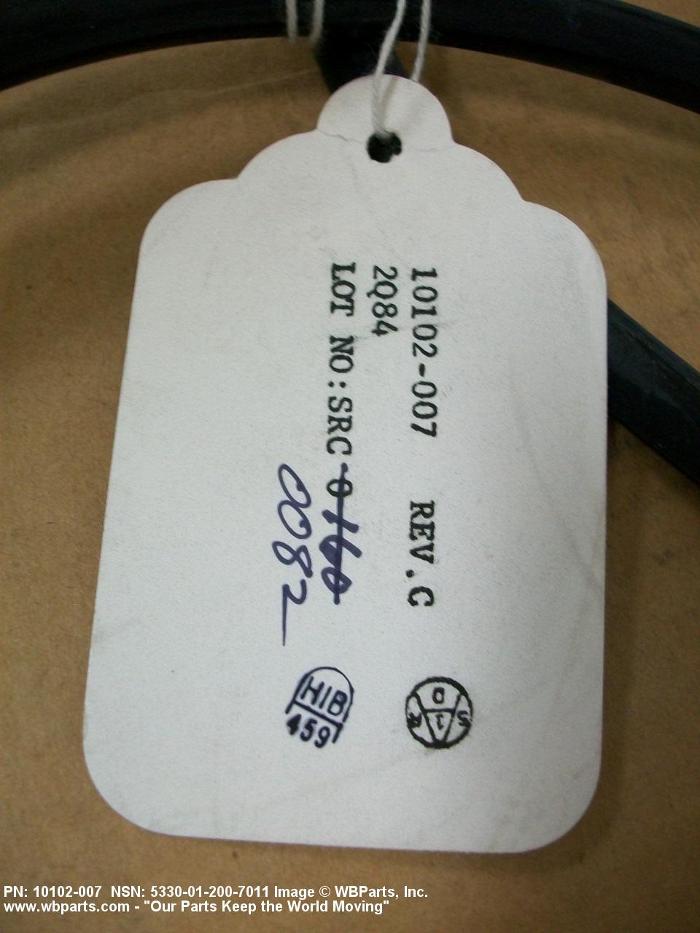 10102-007 REV.C
2Q84
LOT NO:SRC 0160
0082
HIB
459
D
S 1 R
PN: 10102-007 NSN: 5330-01-200-7011 Image © WBParts, Inc.
www.wbparts.com - "Our Parts Keep the World Moving"